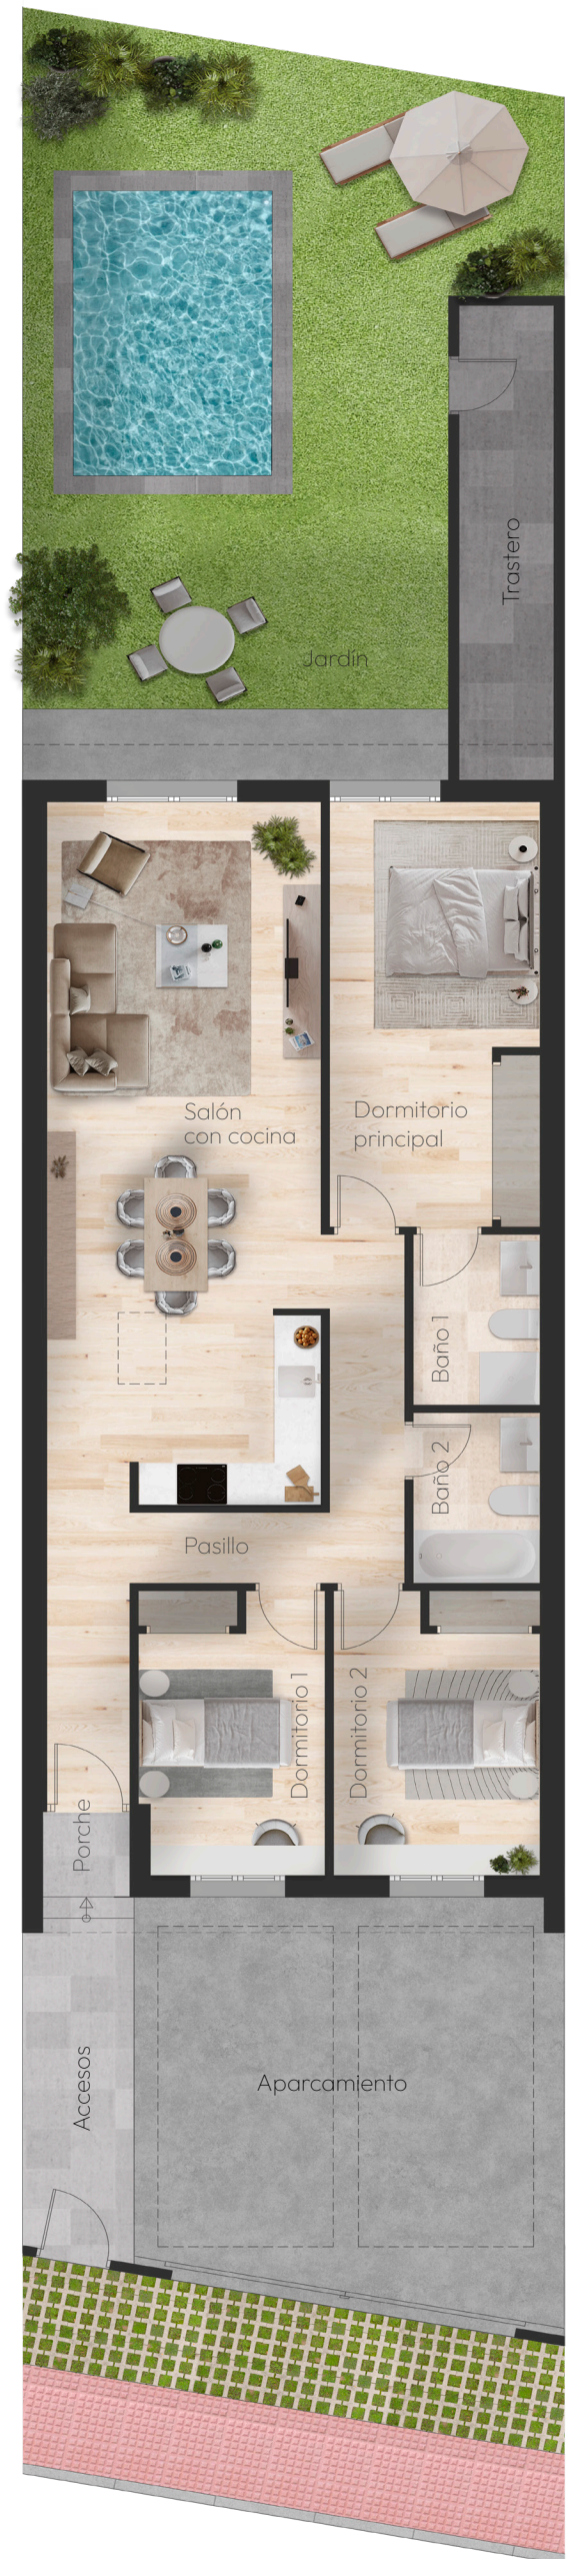 Trastero
Jardín
Salón
con cocina
Dormitorio
principal
Baño 1
Baño 2
Pasillo
Dormitorio 1
Dormitorio 2
Porche
Accesos
Aparcamiento